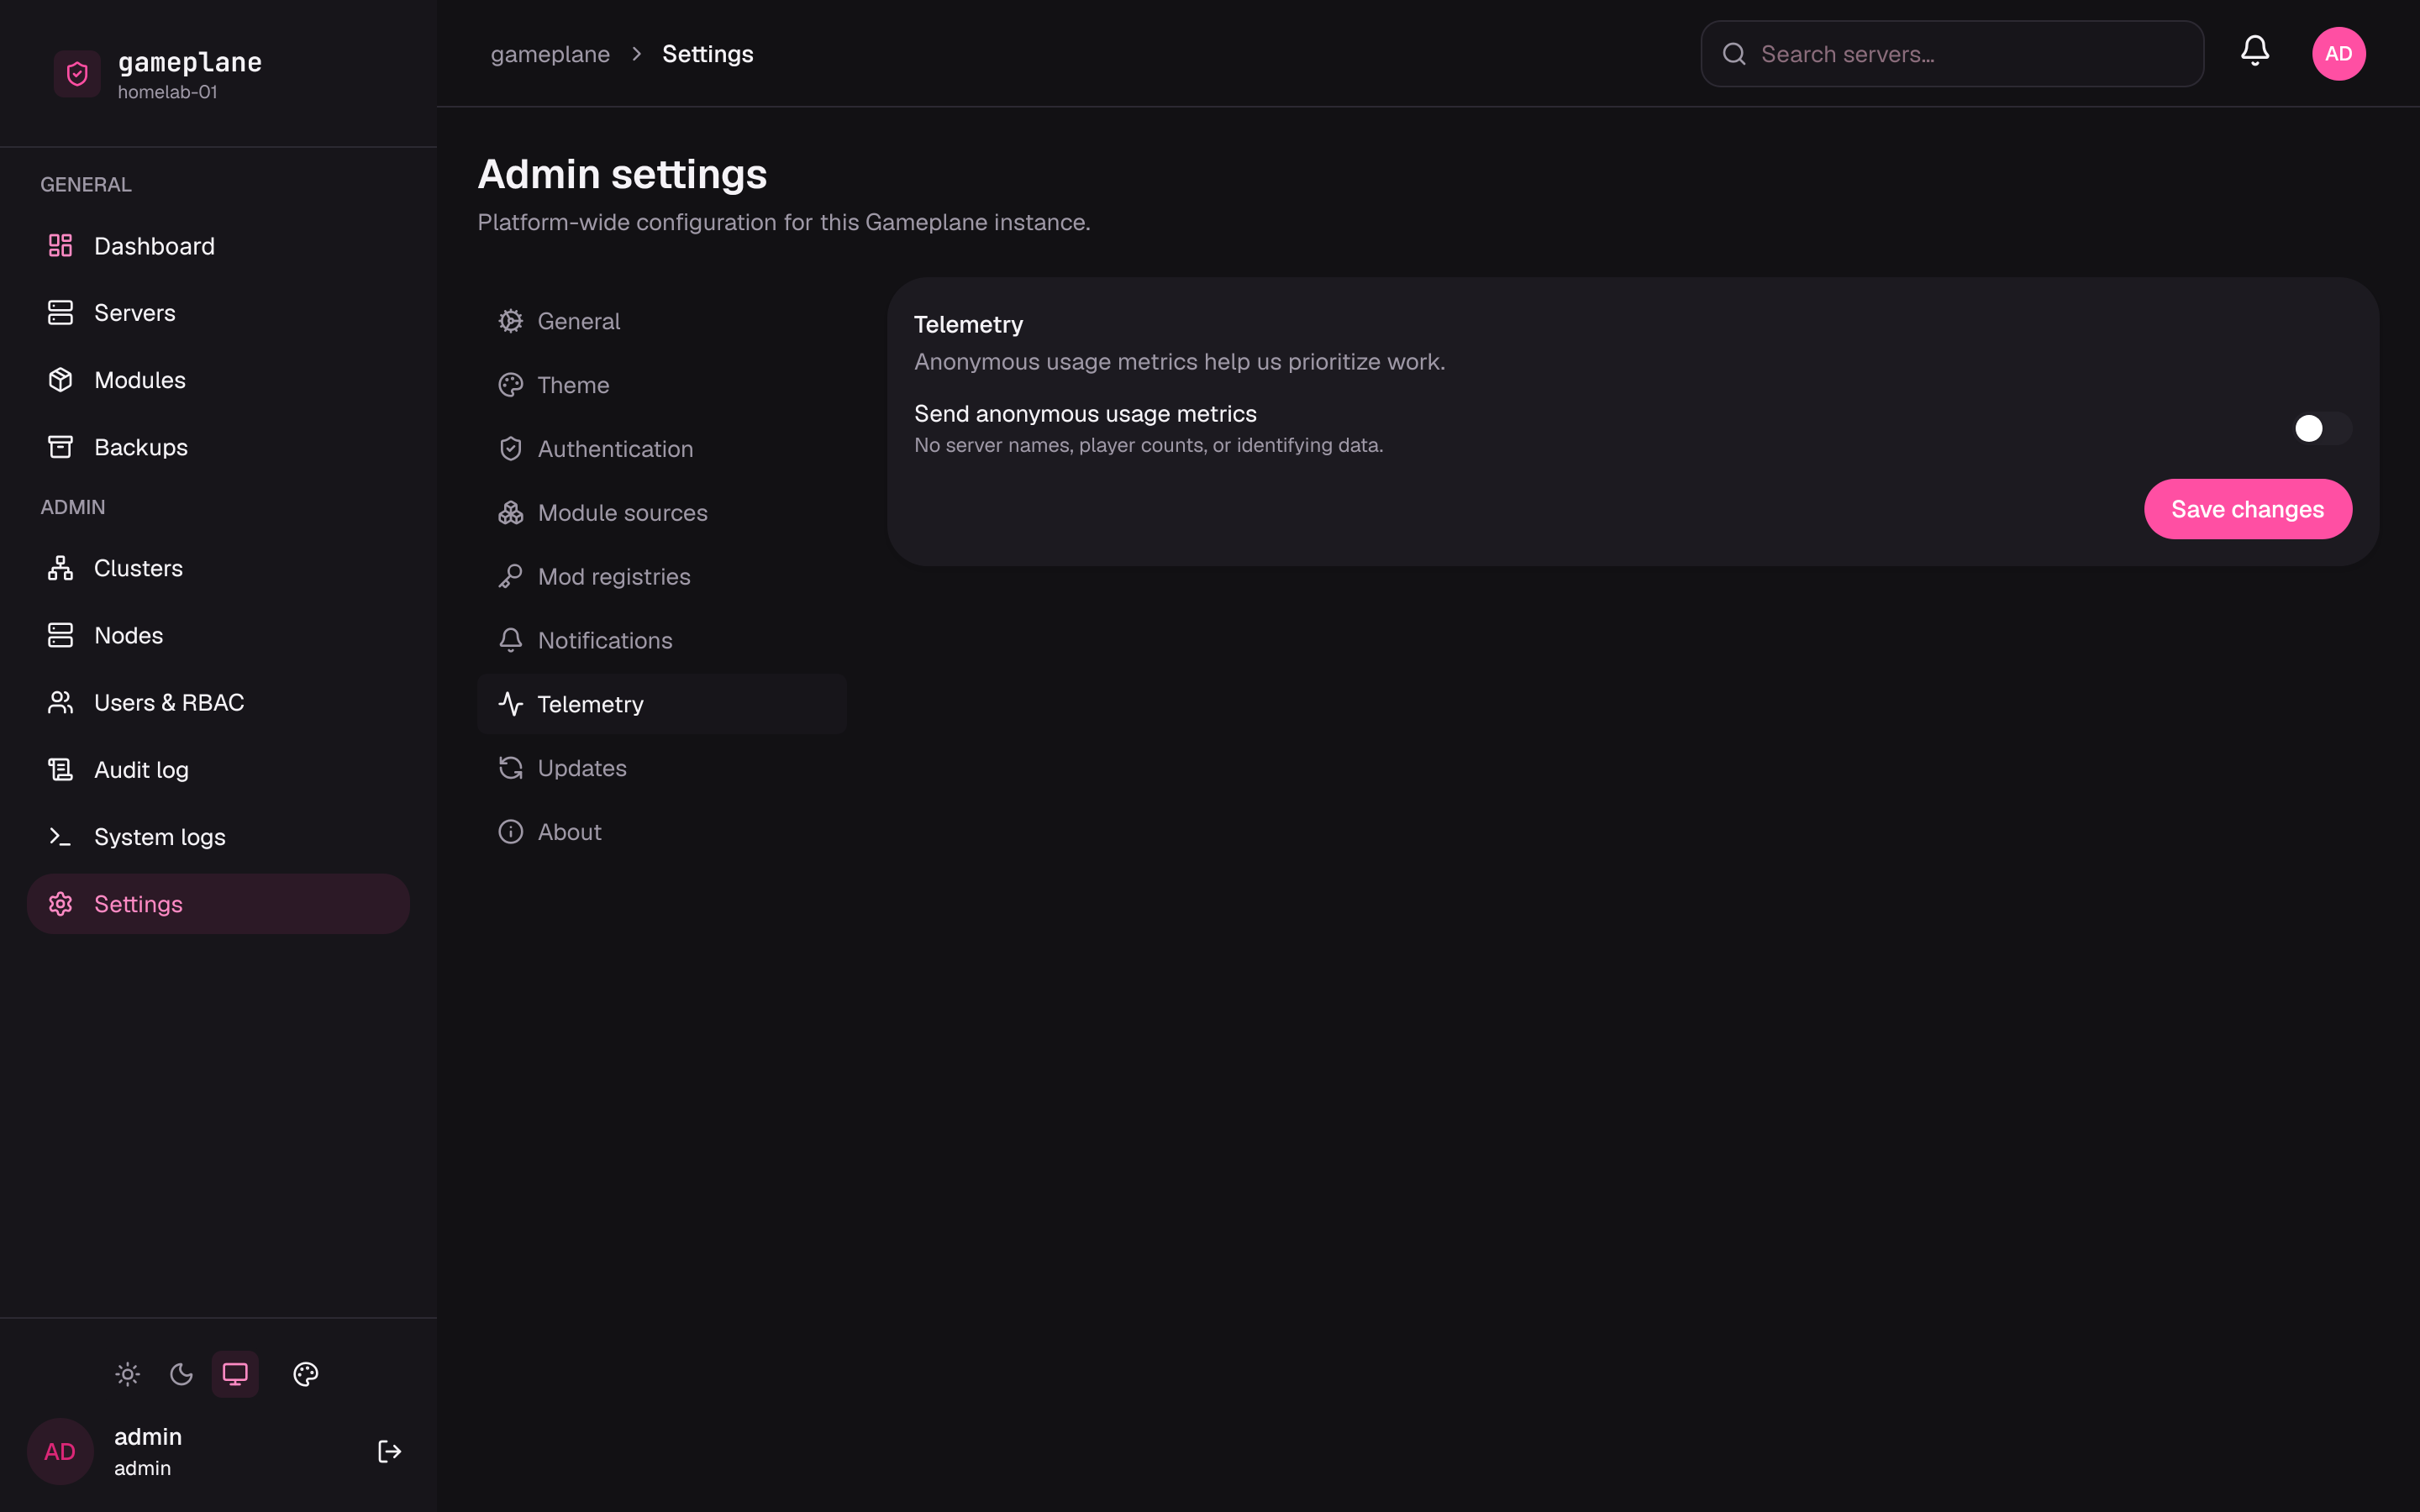 gameplane
homelab-01
GENERAL
Dashboard
Servers
Modules
Backups
ADMIN
Clusters
Nodes
Users & RBAC
Audit log
System logs
Settings
AD
admin
admin
gameplane > Settings
Search servers...
AD
Admin settings
Platform-wide configuration for this Gameplane instance.
General
Theme
Authentication
Module sources
Mod registries
Notifications
Telemetry
Updates
About
Telemetry
Anonymous usage metrics help us prioritize work.
Send anonymous usage metrics
No server names, player counts, or identifying data.
Save changes